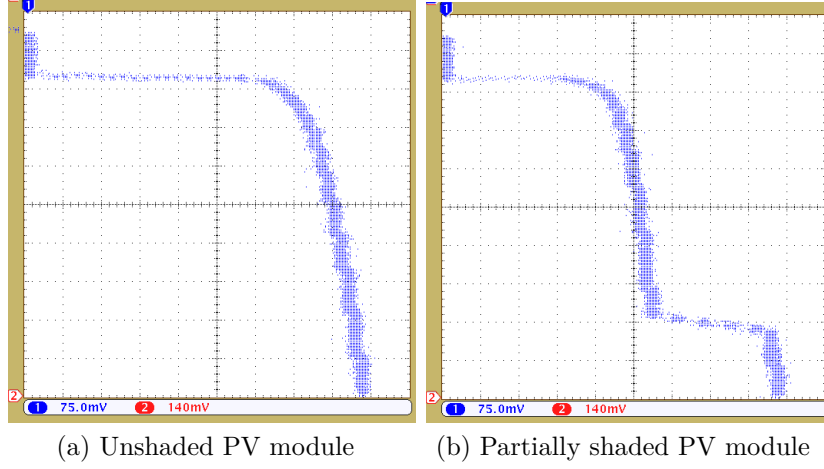 1 1
2 2
1 75.0mV 2 140mV 1 75.0mV 2 140mV
(a) Unshaded PV module (b) Partially shaded PV module